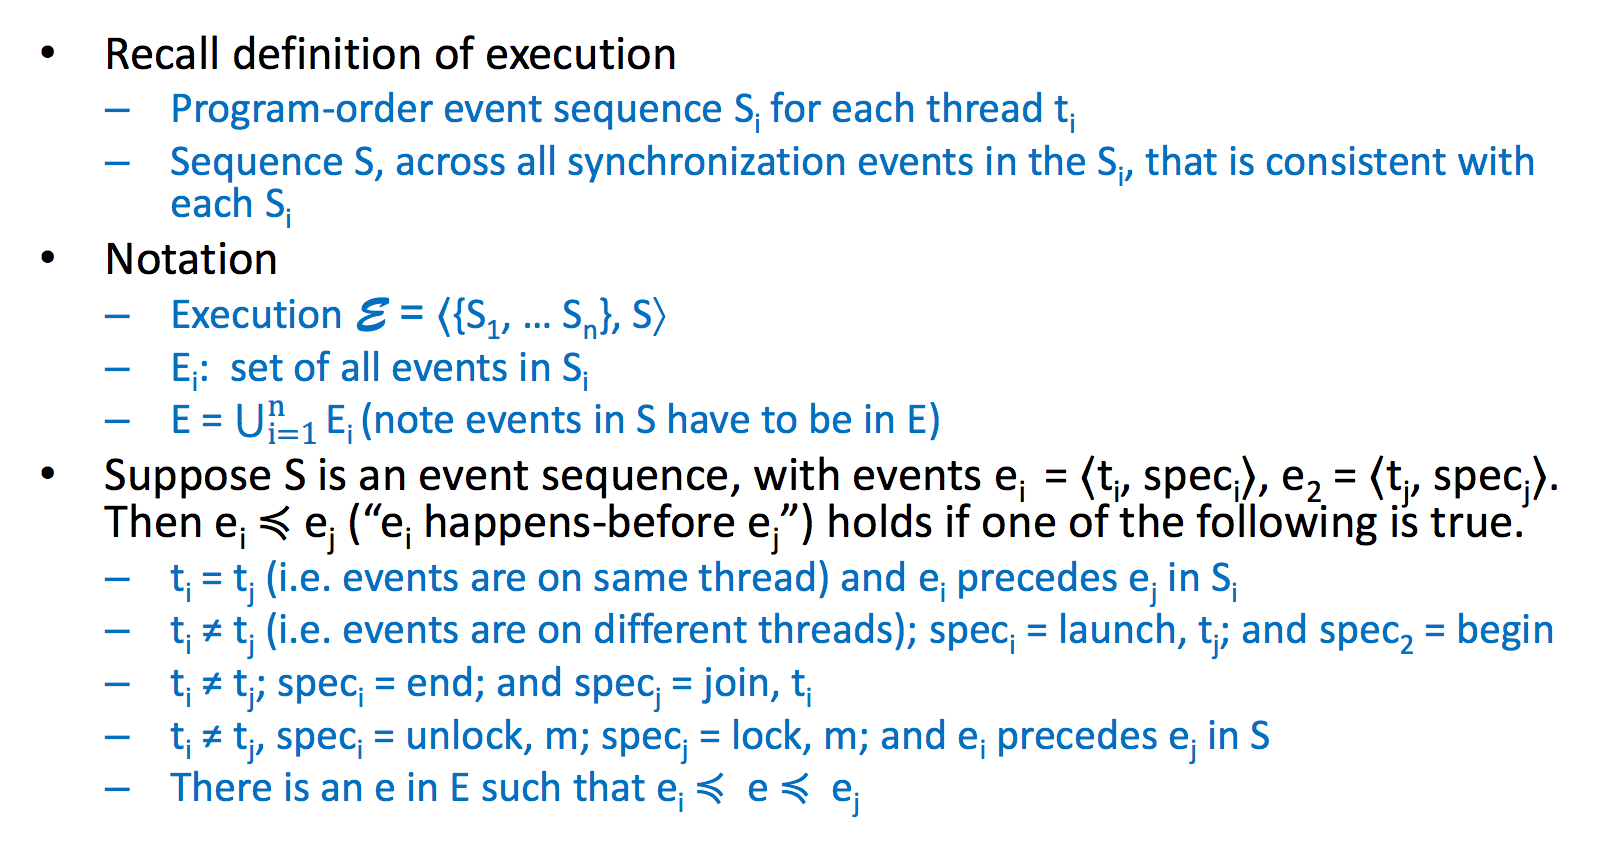 • Recall definition of execution
– Program-order event sequence Sᵢ for each thread tᵢ
– Sequence S, across all synchronization events in the Sᵢ, that is consistent with
each Sᵢ
• Notation
– Execution ℰ = ⟨{S₁, … Sₙ}, S⟩
– Eᵢ: set of all events in Sᵢ
– E = ⋃ⁿᵢ₌₁ Eᵢ (note events in S have to be in E)
• Suppose S is an event sequence, with events eᵢ = ⟨tᵢ, specᵢ⟩, e₂ = ⟨tⱼ, specⱼ⟩.
Then eᵢ ≼ eⱼ (“eᵢ happens-before eⱼ”) holds if one of the following is true.
– tᵢ = tⱼ (i.e. events are on same thread) and eᵢ precedes eⱼ in Sᵢ
– tᵢ ≠ tⱼ (i.e. events are on different threads); specᵢ = launch, tⱼ; and spec₂ = begin
– tᵢ ≠ tⱼ; specᵢ = end; and specⱼ = join, tᵢ
– tᵢ ≠ tⱼ, specᵢ = unlock, m; specⱼ = lock, m; and eᵢ precedes eⱼ in S
– There is an e in E such that eᵢ ≼ e ≼ eⱼ